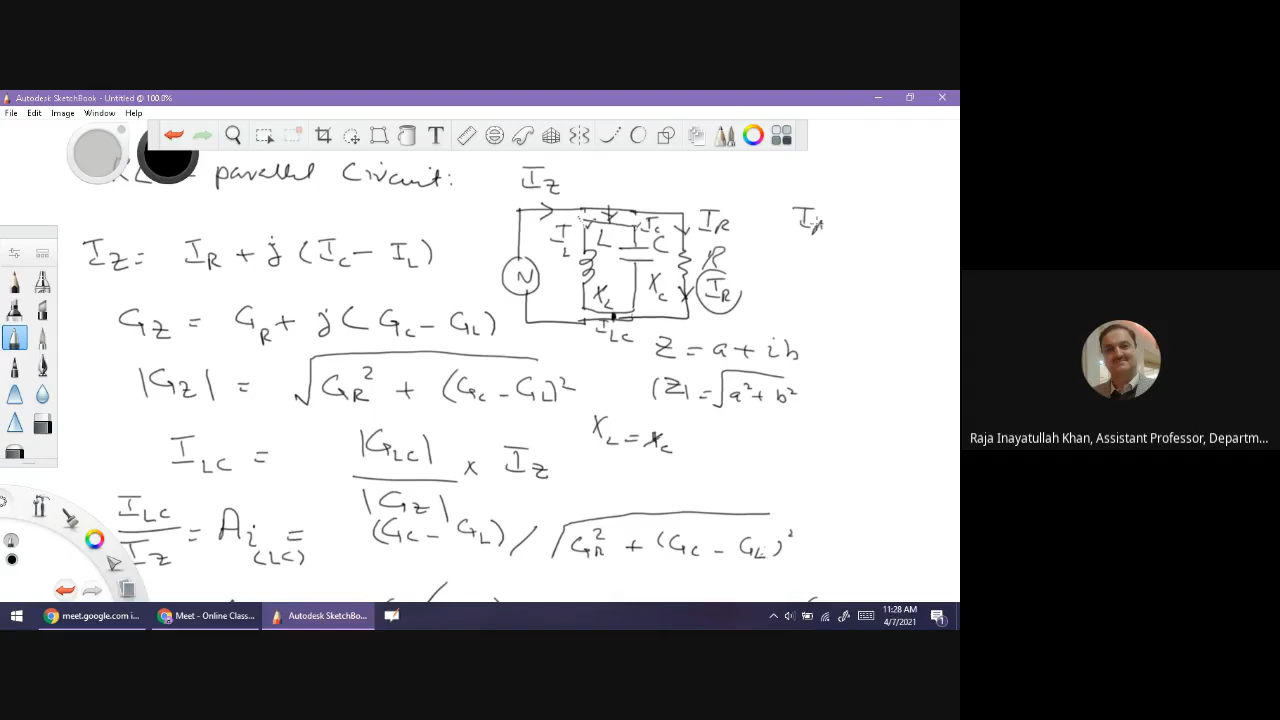 Autodesk SketchBook - Untitled @ 100.0%
File Edit Image Window Help
T
parallel Circuit:
I_Z
I_Z = I_R + j (I_C - I_L)
I_L L I_C C I_R
R
N X_L X_C I_R
I_LC
G_Z = G_R + j (G_C - G_L)
Z = a + ib
|G_Z| = √G_R² + (G_C - G_L)²
|Z| = √a² + b²
X_L = X_C
I_LC = |G_LC| / |G_Z| × I_Z
I_LC / I_Z = A_i (LC) = (G_C - G_L) / √G_R² + (G_C - G_L)²
Raja Inayatullah Khan, Assistant Professor, Departm...
meet.google.com i... Meet - Online Class... Autodesk SketchBo...
11:28 AM
4/7/2021
1